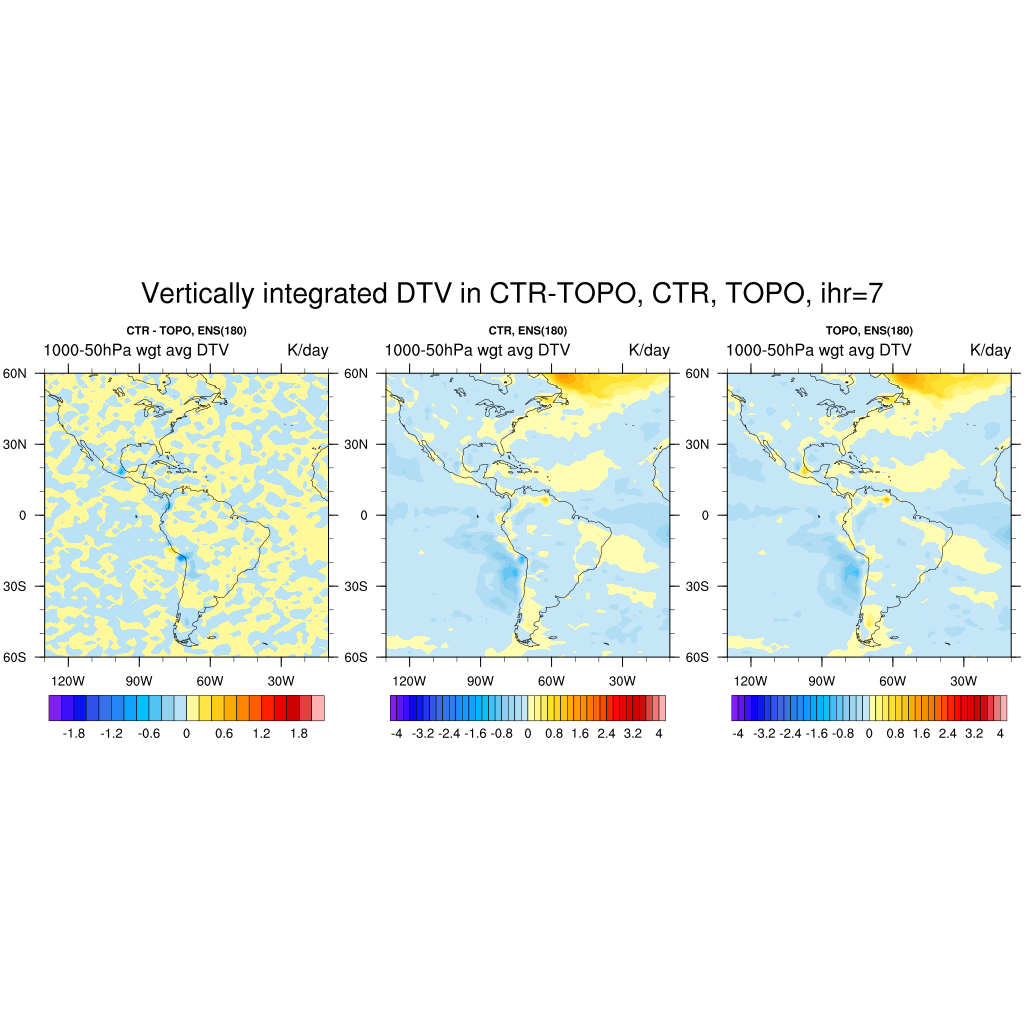 Vertically integrated DTV in CTR-TOPO, CTR, TOPO, ihr=7
CTR - TOPO, ENS(180)
1000-50hPa wgt avg DTV K/day
60N
30N
0
30S
60S
120W 90W 60W 30W
-1.8 -1.2 -0.6 0 0.6 1.2 1.8
CTR, ENS(180)
1000-50hPa wgt avg DTV K/day
60N
30N
0
30S
60S
120W 90W 60W 30W
-4 -3.2 -2.4 -1.6 -0.8 0 0.8 1.6 2.4 3.2 4
TOPO, ENS(180)
1000-50hPa wgt avg DTV K/day
60N
30N
0
30S
60S
120W 90W 60W 30W
-4 -3.2 -2.4 -1.6 -0.8 0 0.8 1.6 2.4 3.2 4